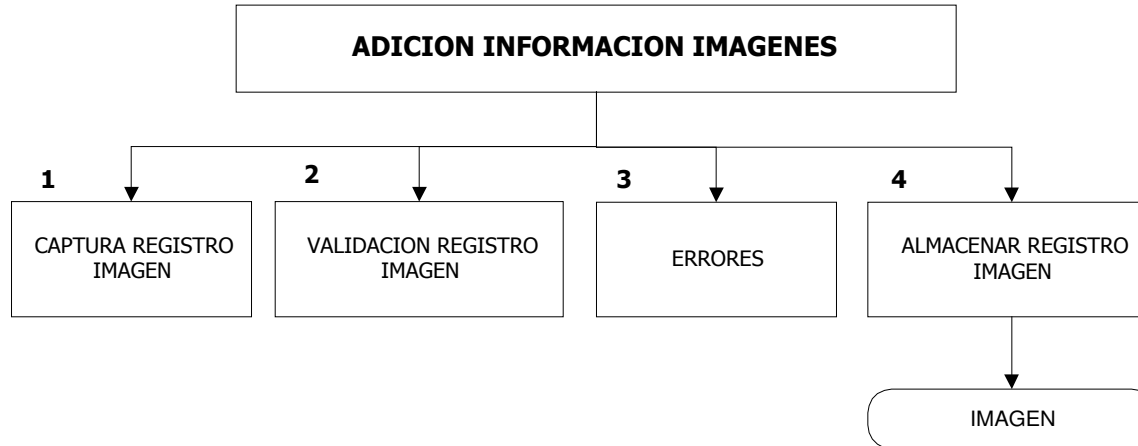 ADICION INFORMACION IMAGENES
1
2
3
4
CAPTURA REGISTRO
IMAGEN
VALIDACION REGISTRO
IMAGEN
ERRORES
ALMACENAR REGISTRO
IMAGEN
IMAGEN